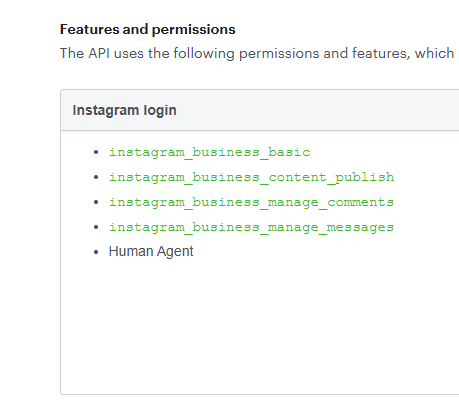 Features and permissions
The API uses the following permissions and features, which
Instagram login
instagram_business_basic
instagram_business_content_publish
instagram_business_manage_comments
instagram_business_manage_messages
Human Agent